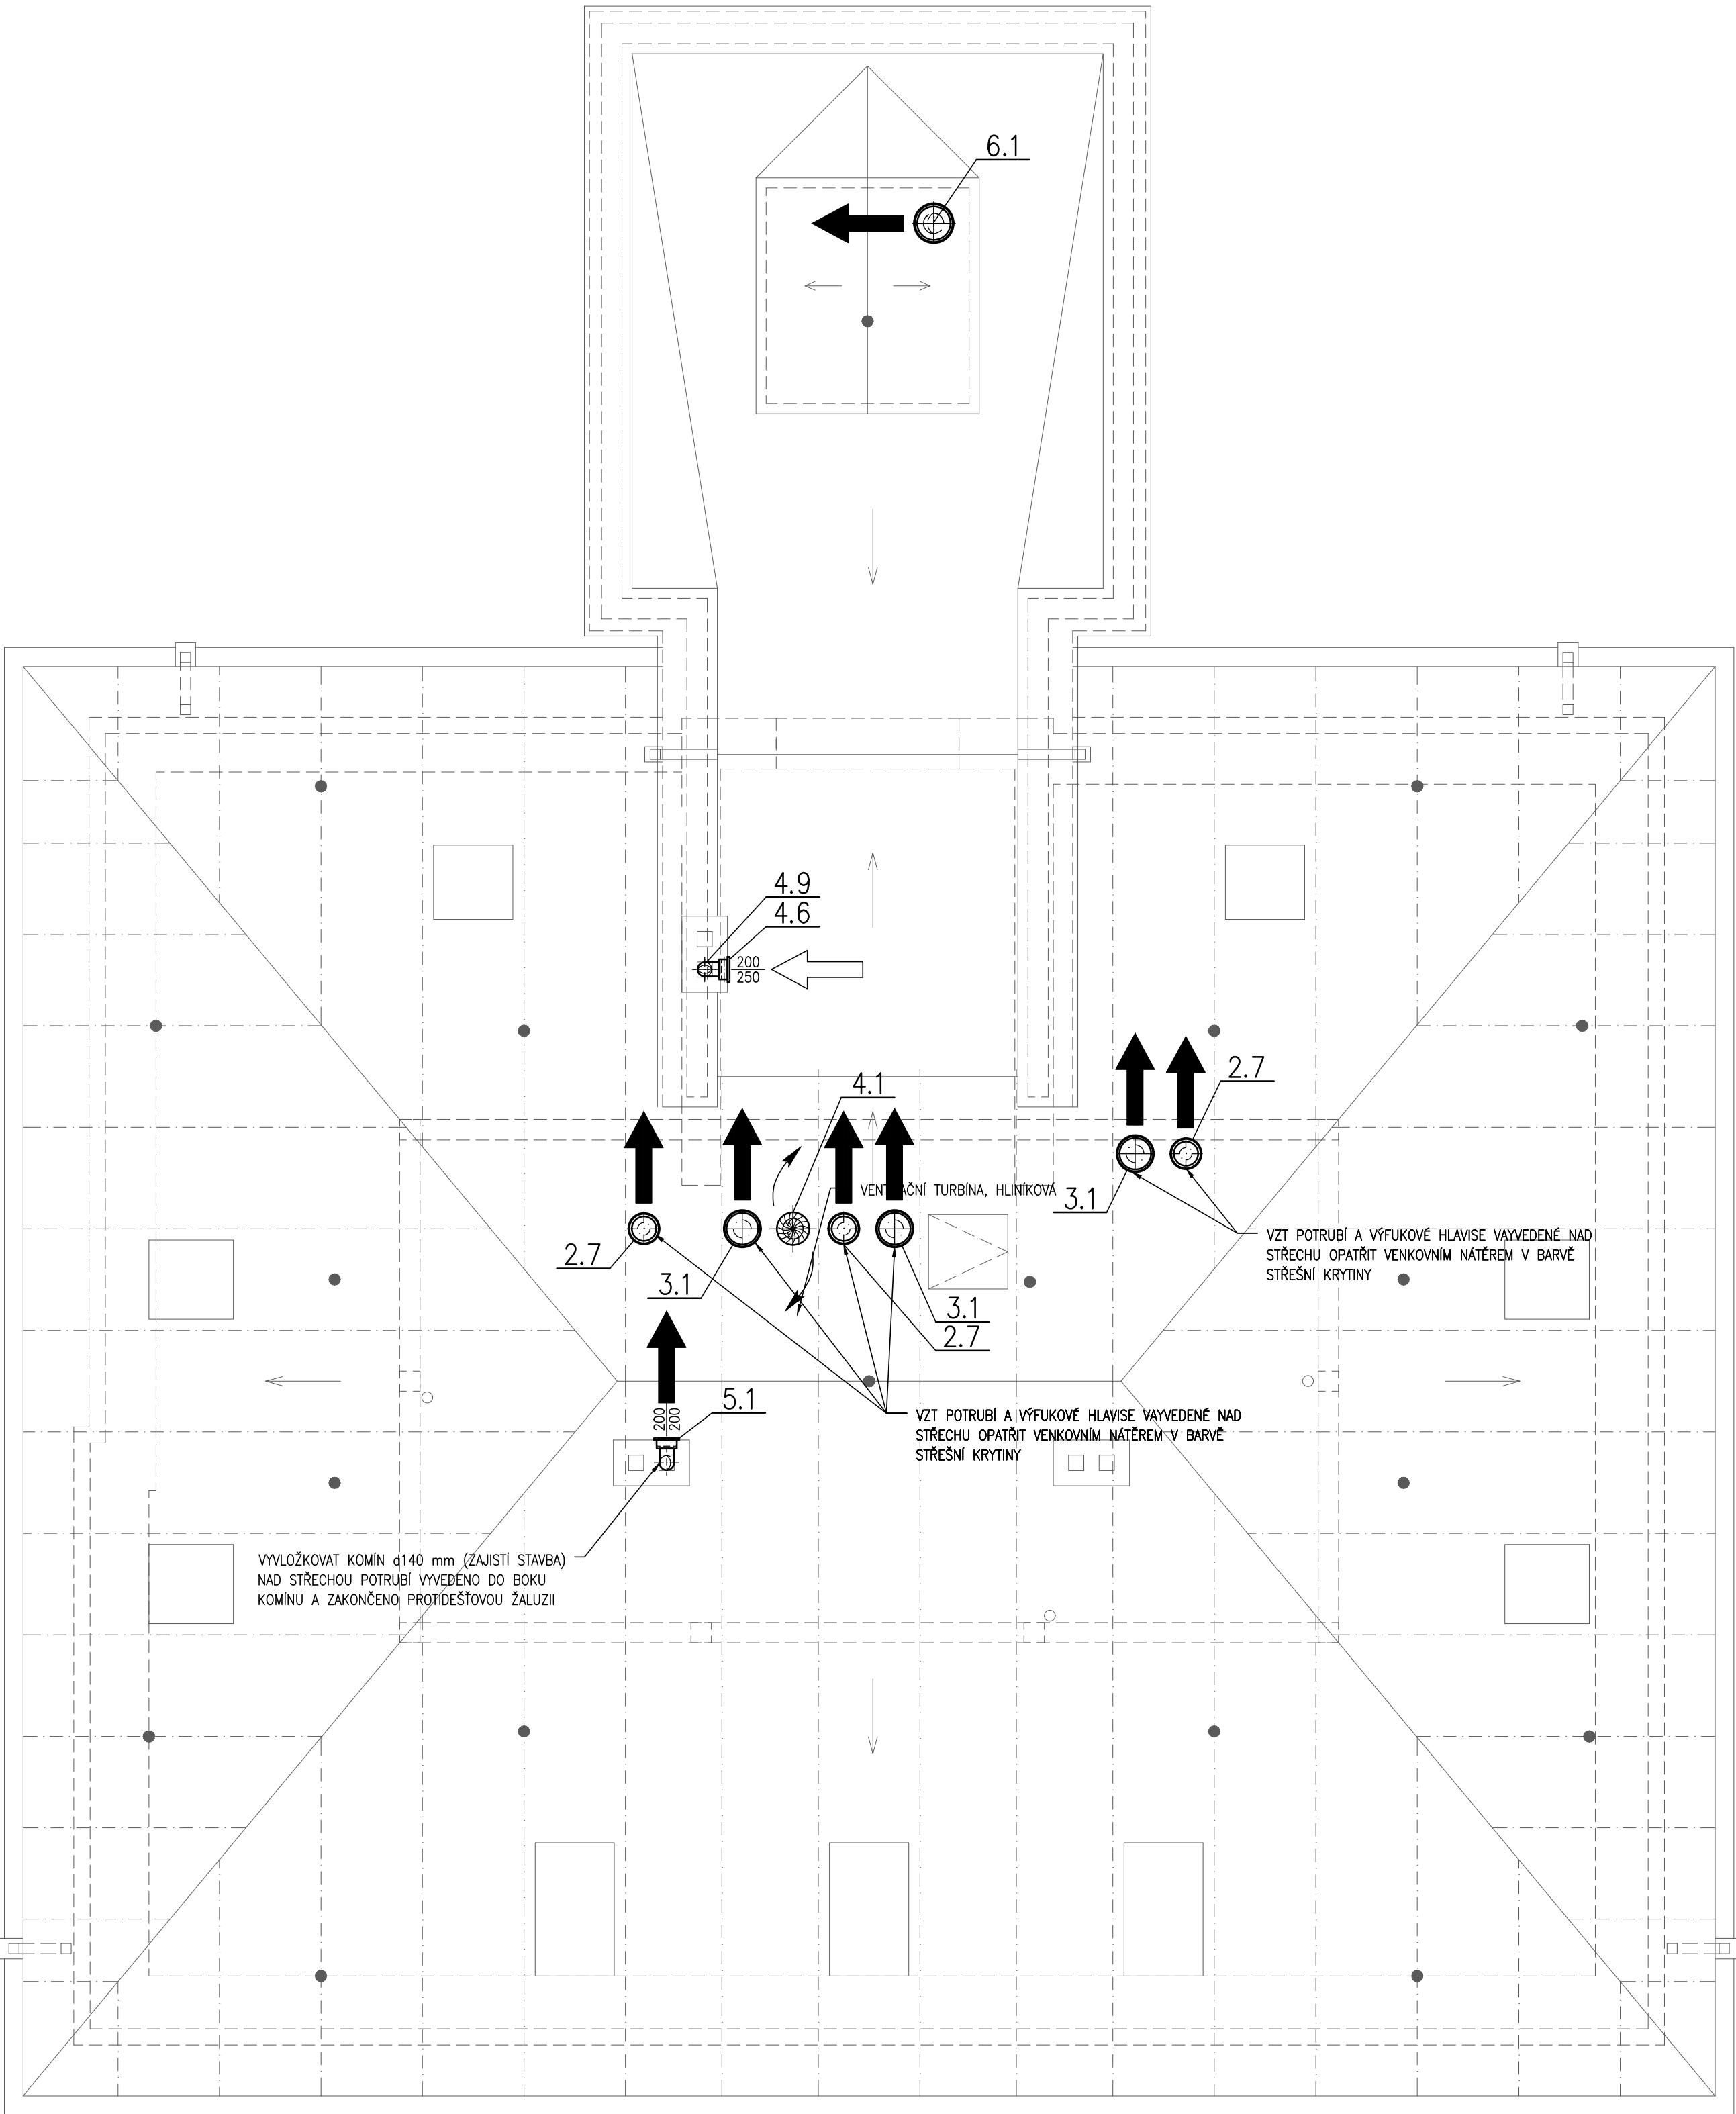 6.1
4.9
4.6
200
250
4.1
2.7
VENTILAČNÍ TURBÍNA, HLINÍKOVÁ
3.1
2.7
3.1
VZT POTRUBÍ A VÝFUKOVÉ HLAVISE VAYVEDENÉ NAD
STŘECHU OPATŘIT VENKOVNÍM NÁTĚREM V BARVĚ
STŘEŠNÍ KRYTINY
3.1
2.7
5.1
200
200
VZT POTRUBÍ A VÝFUKOVÉ HLAVISE VAYVEDENÉ NAD
STŘECHU OPATŘIT VENKOVNÍM NÁTĚREM V BARVĚ
STŘEŠNÍ KRYTINY
VYVLOŽKOVAT KOMÍN d140 mm (ZAJISTÍ STAVBA)
NAD STŘECHOU POTRUBÍ VYVEDENO DO BOKU
KOMÍNU A ZAKONČENO PROTIDEŠŤOVOU ŽALUZII